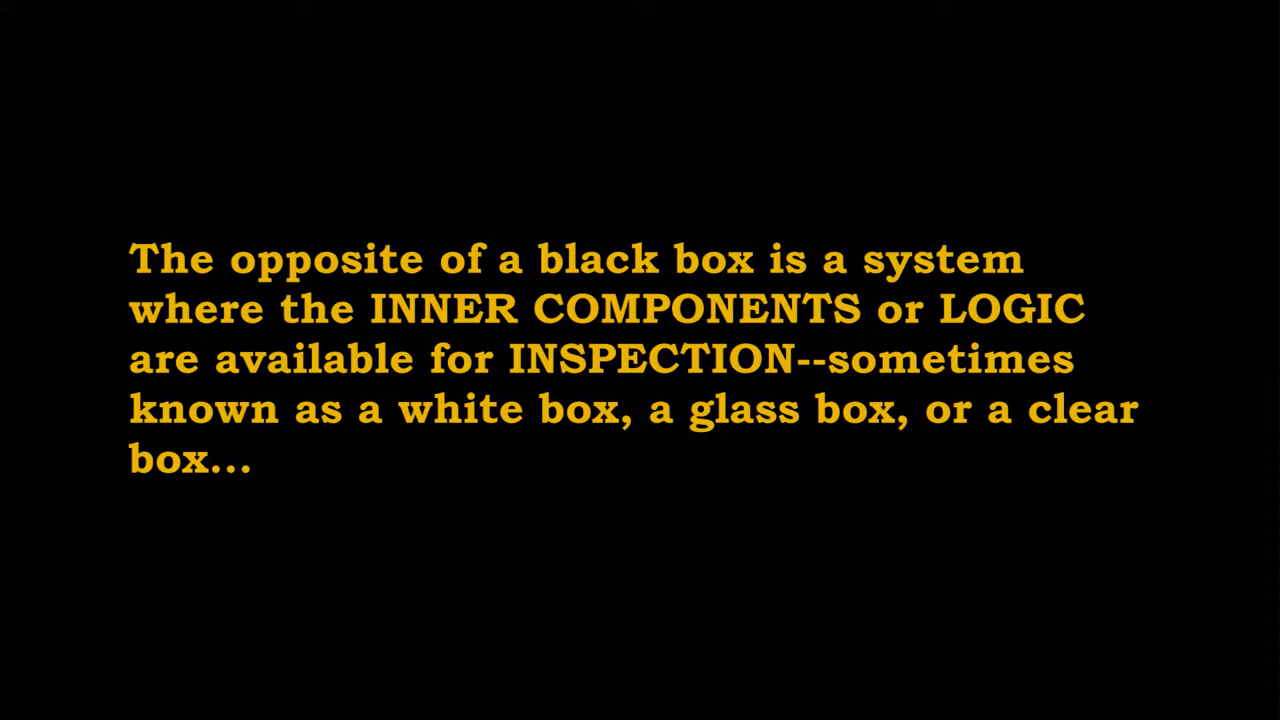 The opposite of a black box is a system
where the INNER COMPONENTS or LOGIC
are available for INSPECTION--sometimes
known as a white box, a glass box, or a clear
box...